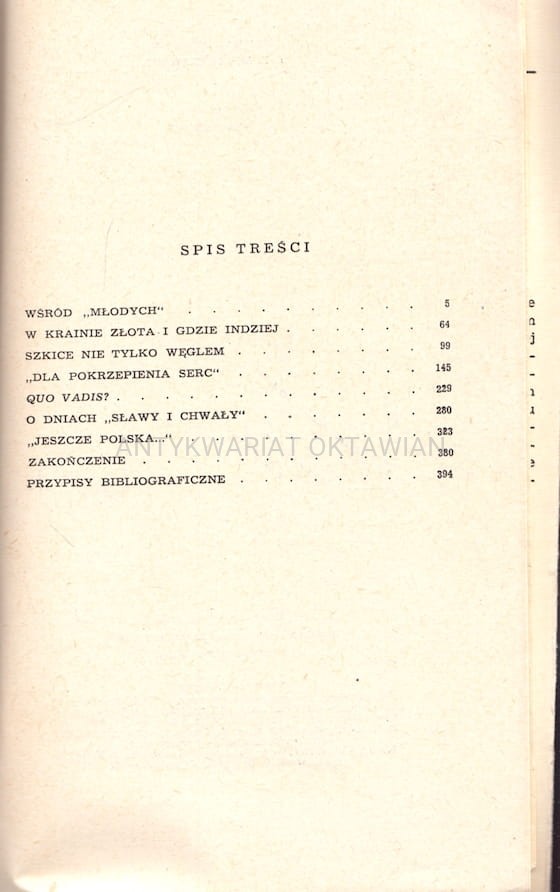 SPIS TREŚCI
WŚRÓD „MŁODYCH" . . . . . . . . . . 5
W KRAINIE ZŁOTA I GDZIE INDZIEJ . . . . . . 64
SZKICE NIE TYLKO WĘGLEM . . . . . . . . 99
„DLA POKRZEPIENIA SERC" . . . . . . . . 145
QUO VADIS? . . . . . . . . . . . . 229
O DNIACH „SŁAWY I CHWAŁY" . . . . . . . 280
„JESZCZE POLSKA..." . . . . . . . . . 323
ANTYKWARIAT OKTAWIAN
ZAKOŃCZENIE . . . . . . . . . . . 380
PRZYPISY BIBLIOGRAFICZNE . . . . . . . . 394